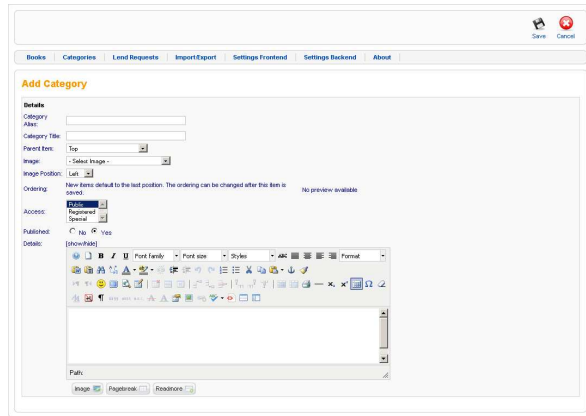 Save Cancel
Books Categories Lend Requests Import/Export Settings Frontend Settings Backend About
Add Category
Details
Category Alias:
Category Title:
Parent Item: Top
Image: - Select Image -
Image Position: Left
Ordering: New items default to the last position. The ordering can be changed after this item is saved. No preview available
Access: Public
Registered
Special
Published: No Yes
Details: [show/hide]
B I U Font family Font size Styles ABC Format
Path:
Image Pagebreak Readmore